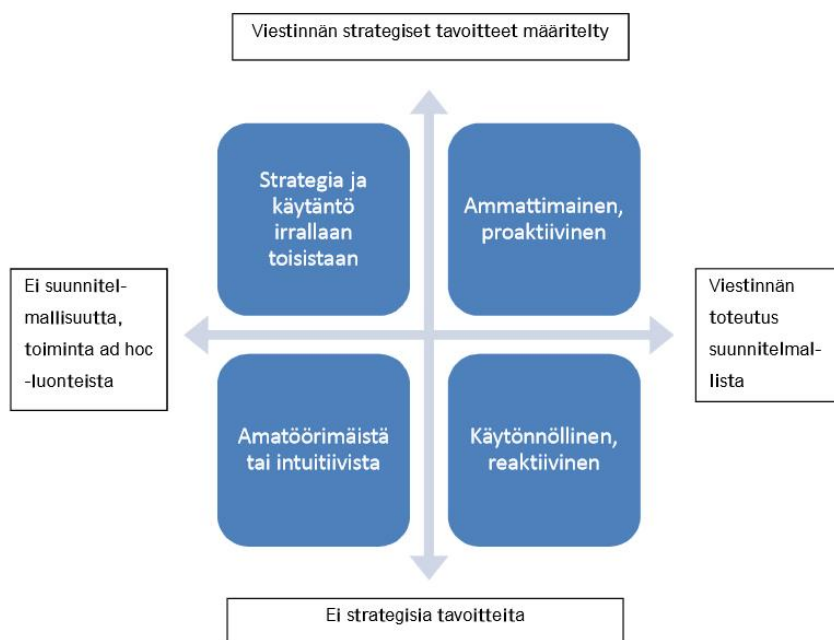 Viestinnän strategiset tavoitteet määritelty
Strategia ja
käytäntö
irrallaan
toisistaan
Ammattimainen,
proaktiivinen
Ei suunnitel-
mallisuutta,
toiminta ad hoc
-luonteista
Viestinnän
toteutus
suunnitelmal-
lista
Amatöörimäistä
tai intuitiivista
Käytönnöllinen,
reaktiivinen
Ei strategisia tavoitteita